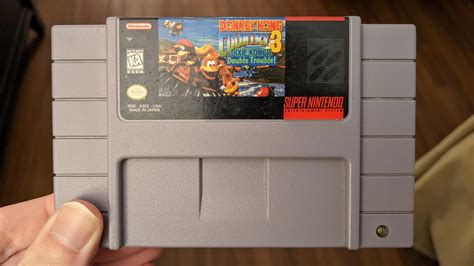 Nintendo
DONKEY KONG
COUNTRY 3
DIXIE KONG'S
Double Trouble!
SUPER NINTENDO
MADE IN JAPAN